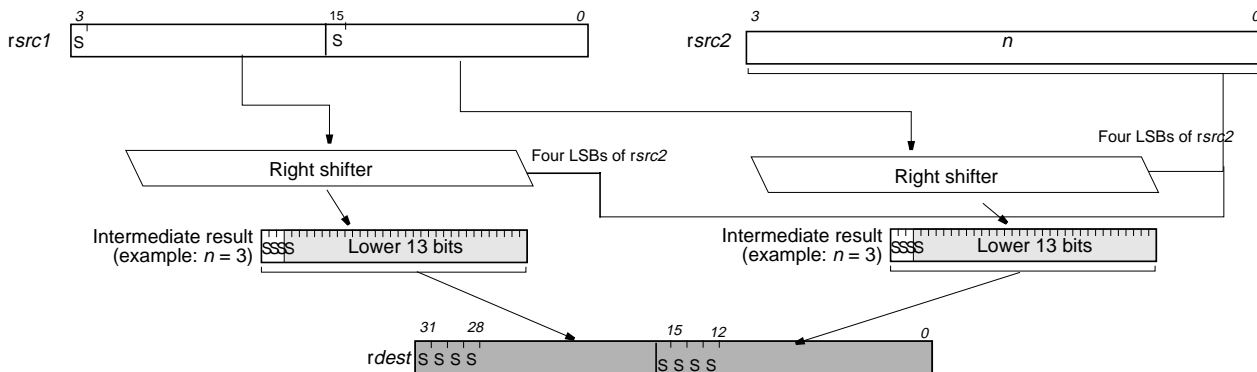 3 15 0
rsrc1 S S
3 0
rsrc2 n
Right shifter
Four LSBs of rsrc2
Right shifter
Four LSBs of rsrc2
Intermediate result
(example: n = 3)
SSSS Lower 13 bits
Intermediate result
(example: n = 3)
SSSS Lower 13 bits
31 28 15 12 0
rdest S S S S S S S S